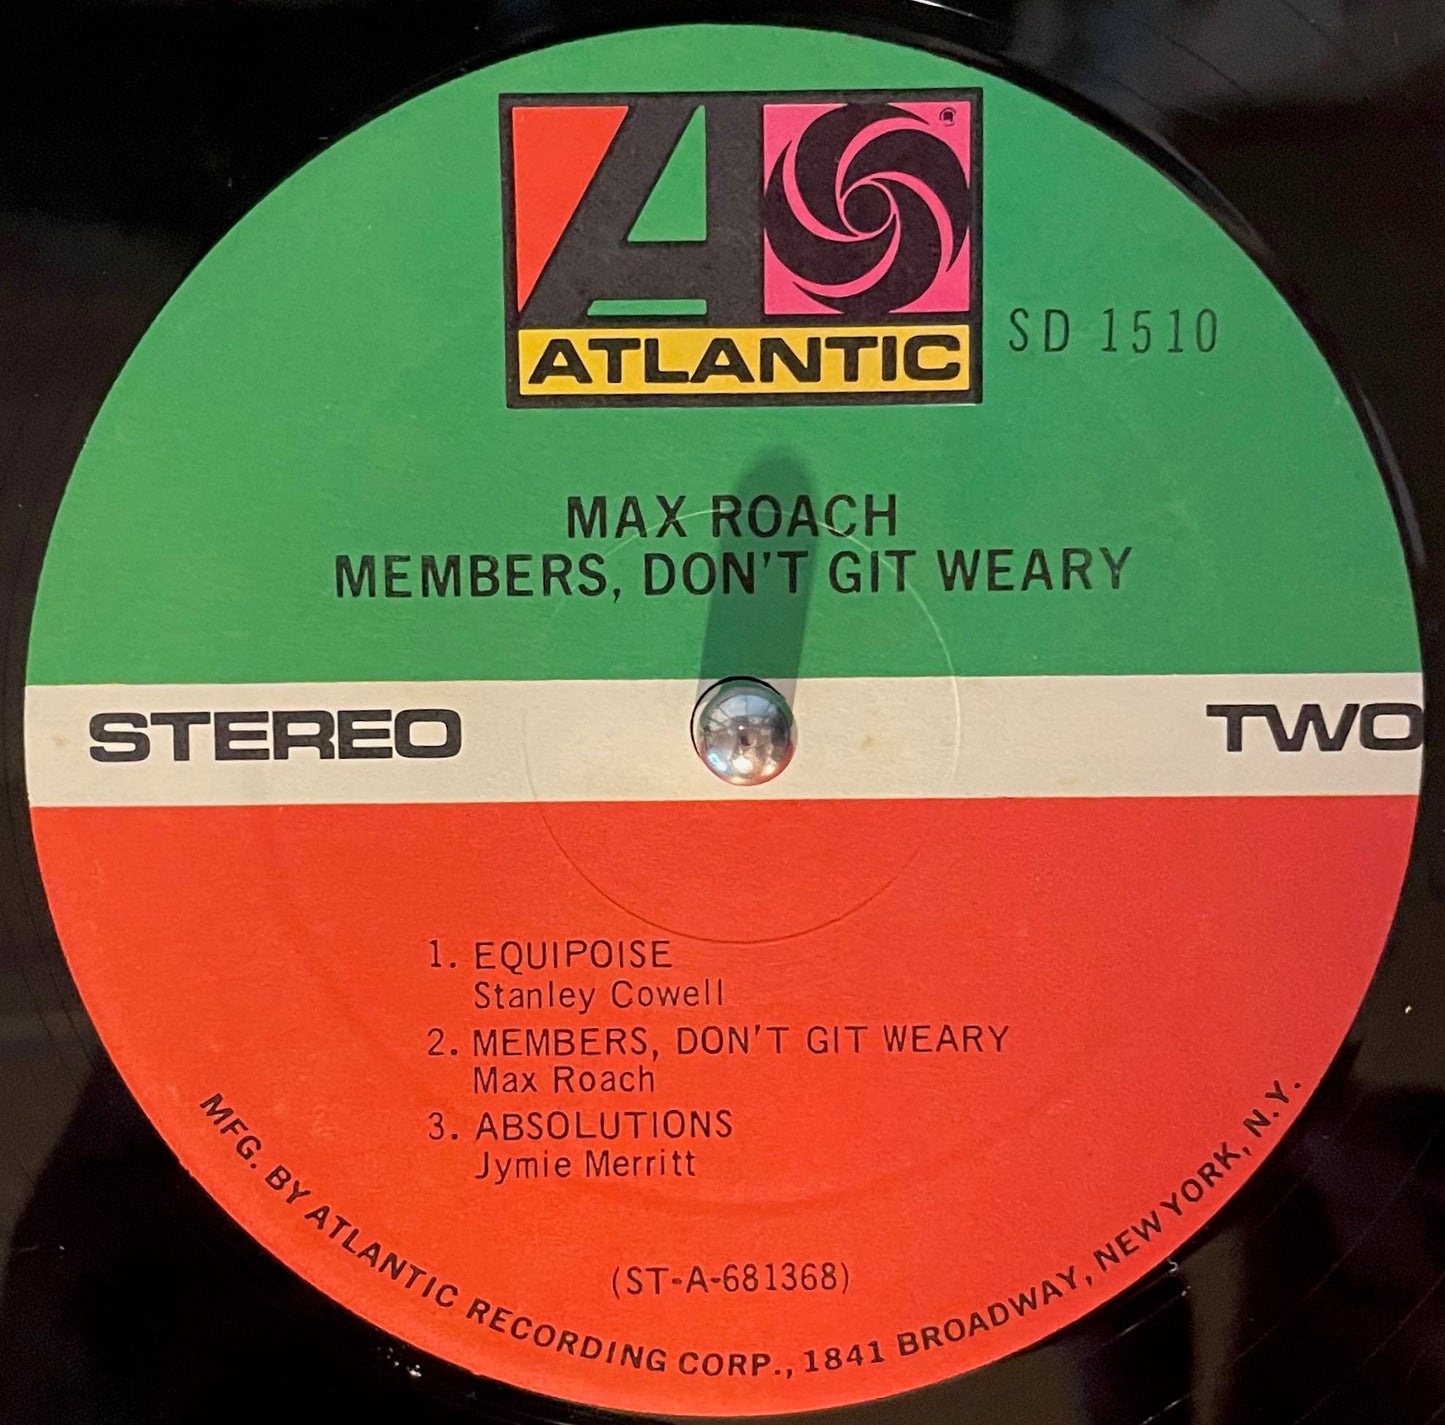 ATLANTIC
SD 1510
MAX ROACH
MEMBERS, DON'T GIT WEARY
STEREO
TWO
1. EQUIPOISE
Stanley Cowell
2. MEMBERS, DON'T GIT WEARY
Max Roach
3. ABSOLUTIONS
Jymie Merritt
(ST-A-681368)
MFG. BY ATLANTIC RECORDING CORP., 1841 BROADWAY, NEW YORK, N.Y.